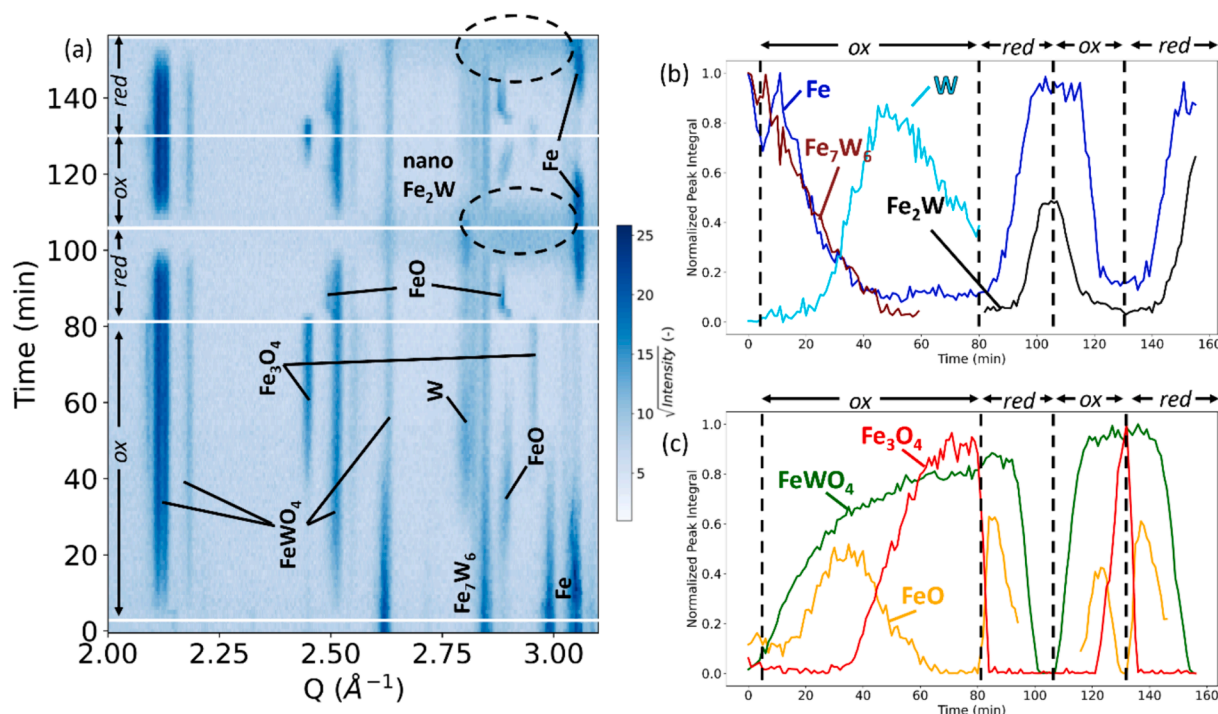 (a)
red
ox
red
ox
140
120
100
80
60
40
20
0
Time (min)
nano
Fe₂W
Fe
FeO
Fe₃O₄
W
FeO
FeWO₄
Fe₇W₆
Fe
2.00
2.25
2.50
2.75
3.00
Q (Å⁻¹)
25
20
15
10
5
√Intensity (-)
(b)
ox
red
ox
red
Fe
W
Fe₇W₆
Fe₂W
1.0
0.8
0.6
0.4
0.2
0.0
Normalized Peak Integral
0 20 40 60 80 100 120 140 160
Time (min)
(c)
ox
red
ox
red
Fe₃O₄
FeWO₄
FeO
1.0
0.8
0.6
0.4
0.2
0.0
Normalized Peak Integral
0 20 40 60 80 100 120 140 160
Time (min)